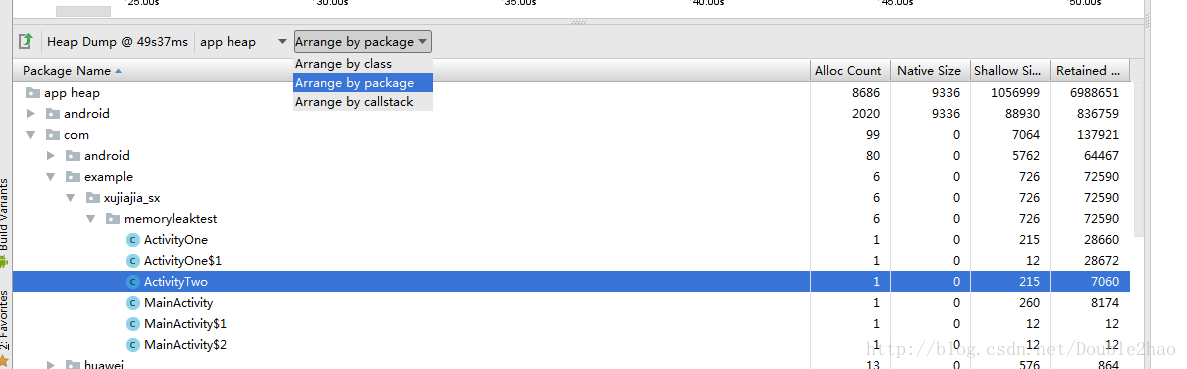 25.00s 30.00s 35.00s 40.00s 45.00s 50.00s
Heap Dump @ 49s37ms app heap Arrange by package
Arrange by class
Arrange by package
Arrange by callstack
Package Name Alloc Count Native Size Shallow Si... Retained ...
app heap 8686 9336 1056999 6988651
android 2020 9336 88930 836759
com 99 0 7064 137921
android 80 0 5762 64467
example 6 0 726 72590
xujiajia_sx 6 0 726 72590
memoryleaktest 6 0 726 72590
ActivityOne 1 0 215 28660
ActivityOne$1 1 0 12 28672
ActivityTwo 1 0 215 7060
MainActivity 1 0 260 8174
MainActivity$1 1 0 12 12
MainActivity$2 1 0 12 12
huawei 13 0 576 864
Build Variants
2: Favorites
http://blog.csdn.net/Double2hao